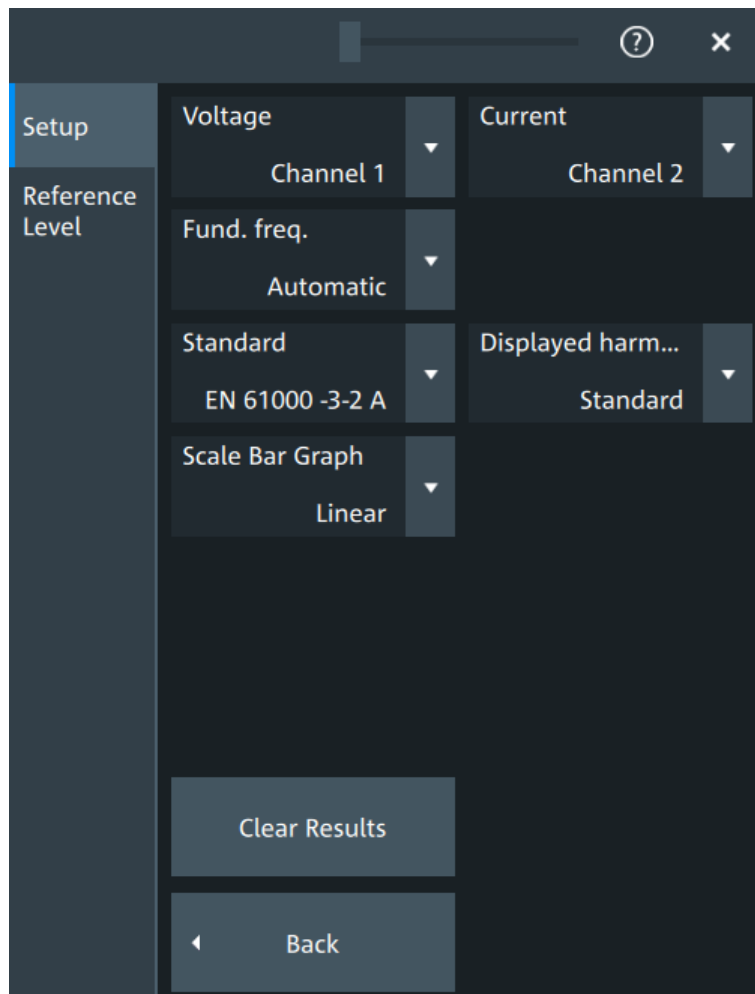 Setup
Reference
Level
Voltage
Channel 1
Current
Channel 2
Fund. freq.
Automatic
Standard
EN 61000 -3-2 A
Displayed harm...
Standard
Scale Bar Graph
Linear
Clear Results
Back